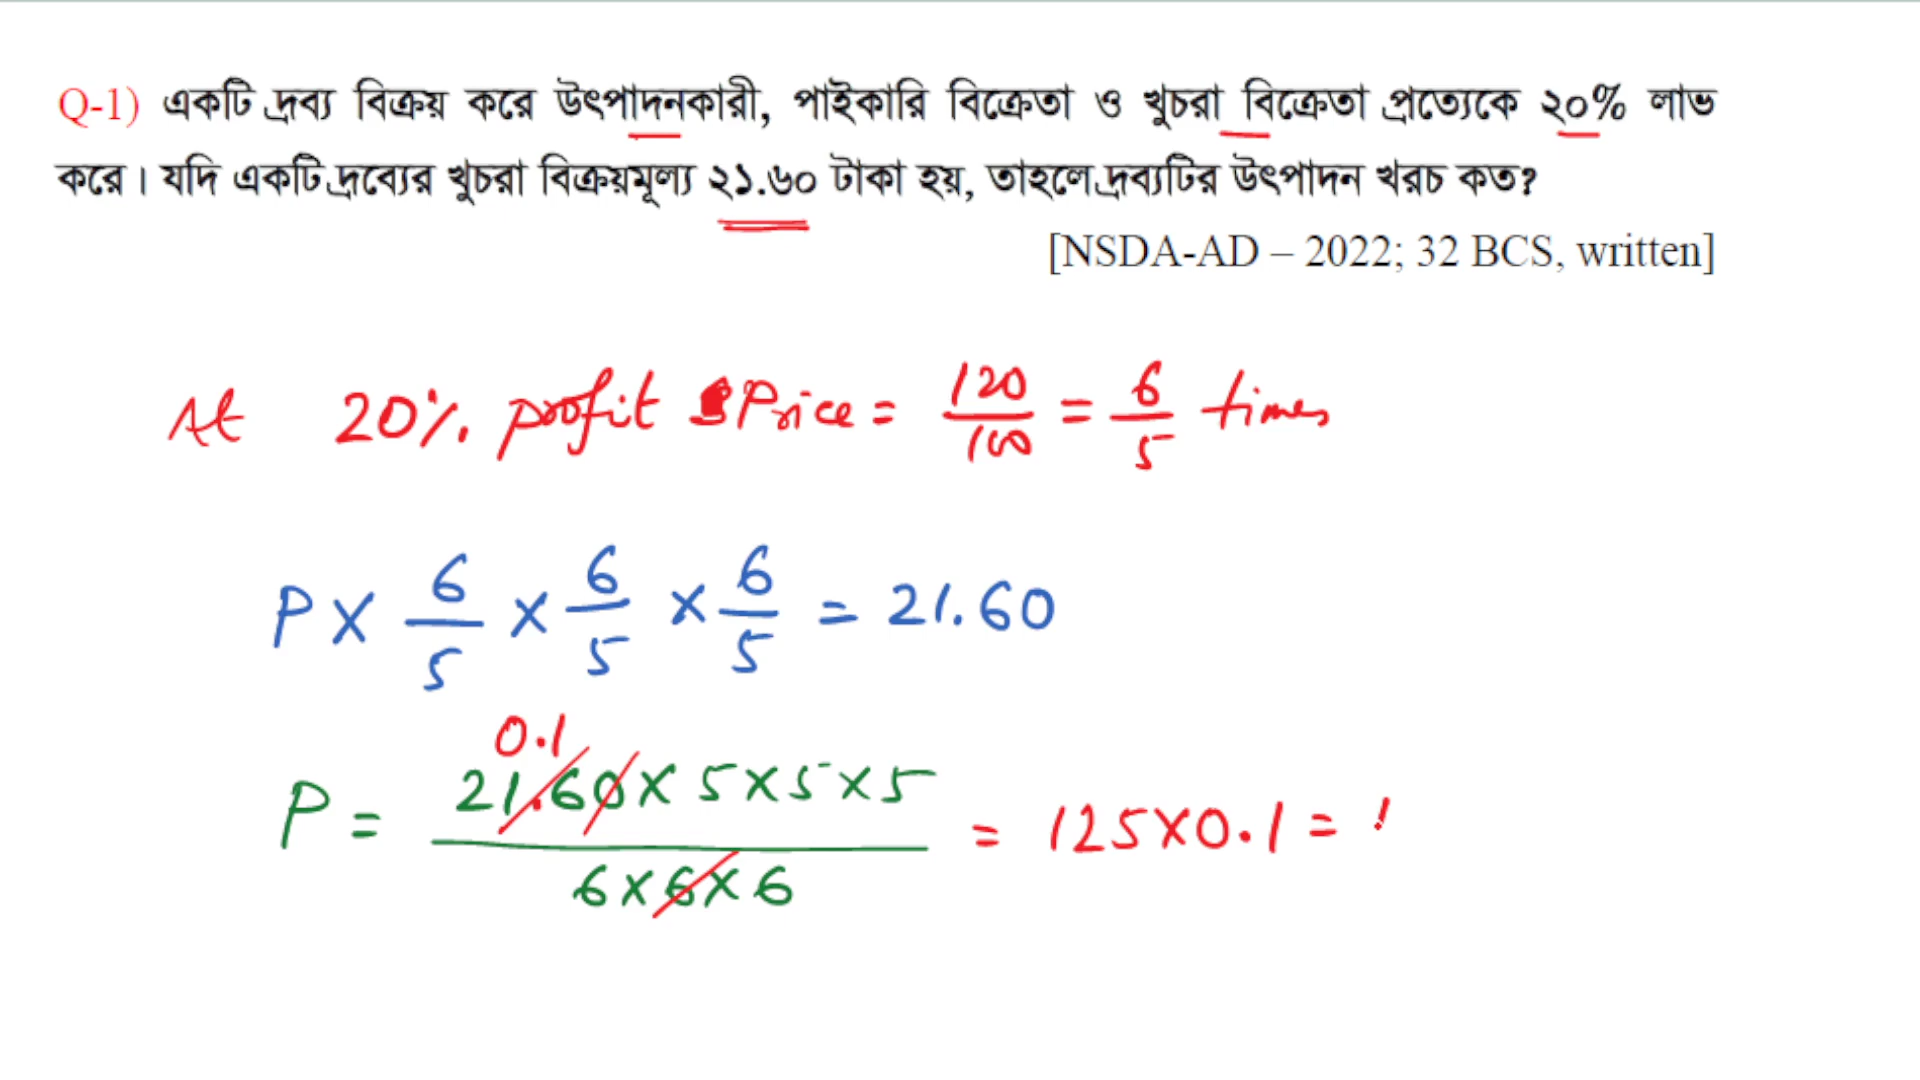 Q-1) একটি দ্রব্য বিক্রয় করে উৎপাদনকারী, পাইকারি বিক্রেতা ও খুচরা বিক্রেতা প্রত্যেকে ২০% লাভ
করে। যদি একটি দ্রব্যের খুচরা বিক্রয়মূল্য ২১.৬০ টাকা হয়, তাহলে দ্রব্যটির উৎপাদন খরচ কত?
[NSDA-AD – 2022; 32 BCS, written]
At 20% profit Price = 120/100 = 6/5 times
P × 6/5 × 6/5 × 6/5 = 21.60
0.1
P = 21.60 × 5 × 5 × 5 / 6 × 6 × 6 = 125 × 0.1 = 1